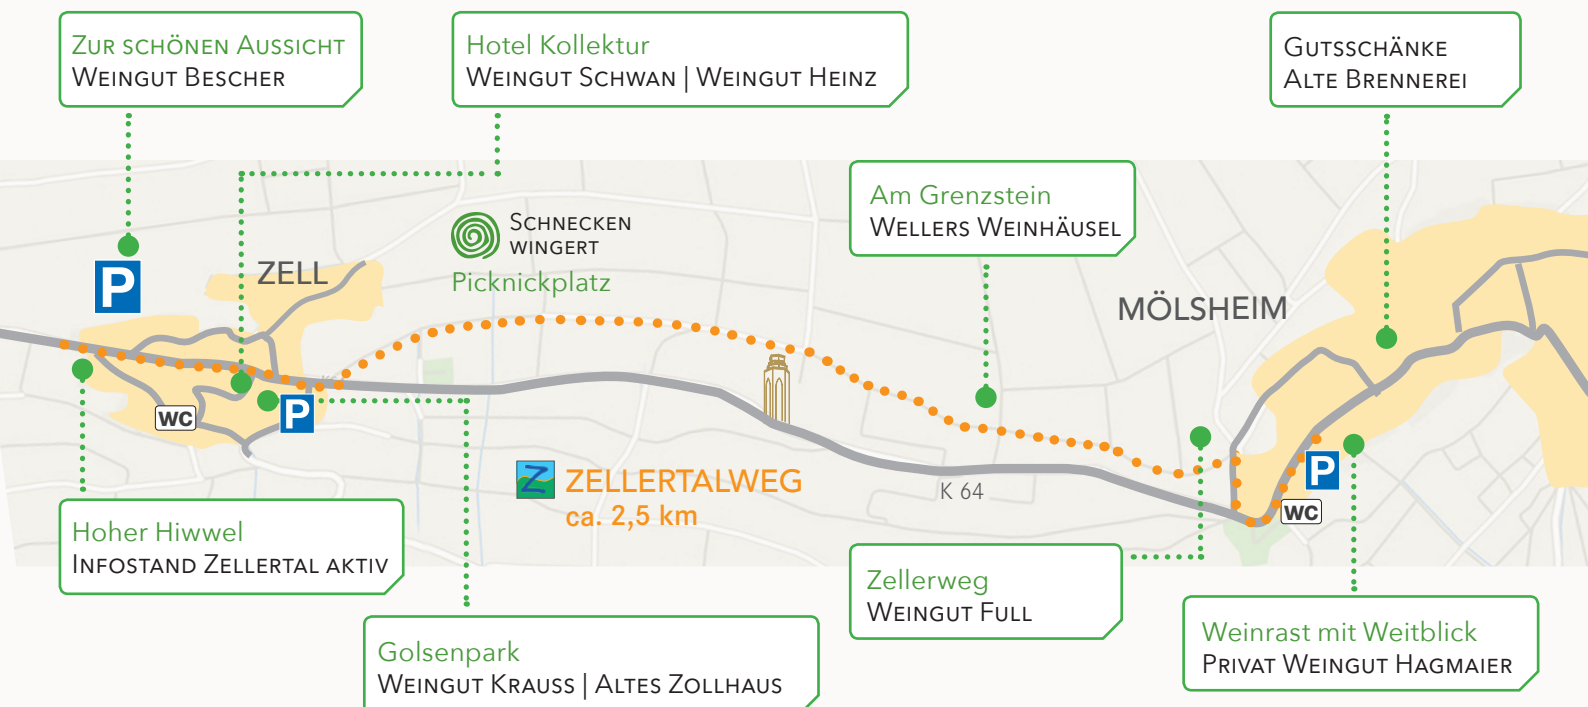 ZUR SCHÖNEN AUSSICHT
WEINGUT BESCHER
Hotel Kollektur
WEINGUT SCHWAN | WEINGUT HEINZ
GUTSSCHÄNKE
ALTE BRENNEREI
Am Grenzstein
WELLERS WEINHÄUSEL
SCHNECKEN
WINGERT
Picknickplatz
P
ZELL
MÖLSHEIM
WC
P
Z ZELLERTALWEG
ca. 2,5 km
K 64
P
WC
Hoher Hiwwel
INFOSTAND ZELLERTAL AKTIV
Zellerweg
WEINGUT FULL
Weinrast mit Weitblick
PRIVAT WEINGUT HAGMAIER
Golsenpark
WEINGUT KRAUSS | ALTES ZOLLHAUS